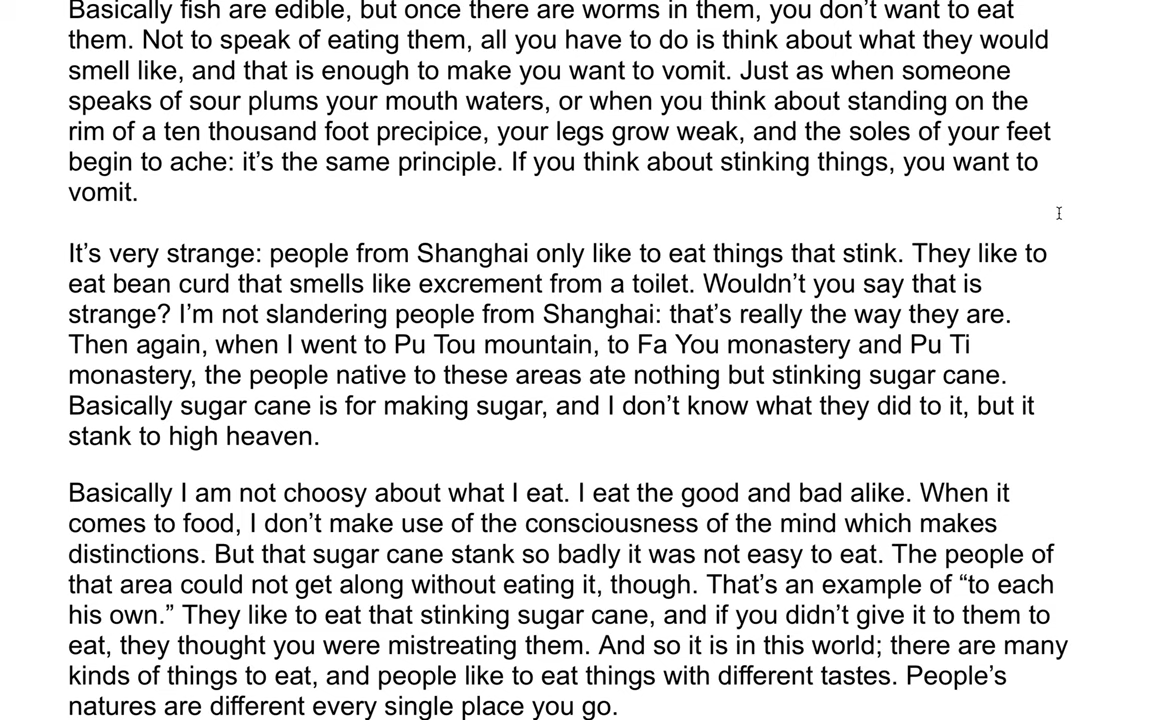 Basically fish are edible, but once there are worms in them, you don’t want to eat
them. Not to speak of eating them, all you have to do is think about what they would
smell like, and that is enough to make you want to vomit. Just as when someone
speaks of sour plums your mouth waters, or when you think about standing on the
rim of a ten thousand foot precipice, your legs grow weak, and the soles of your feet
begin to ache: it’s the same principle. If you think about stinking things, you want to
vomit.
It’s very strange: people from Shanghai only like to eat things that stink. They like to
eat bean curd that smells like excrement from a toilet. Wouldn’t you say that is
strange? I’m not slandering people from Shanghai: that’s really the way they are.
Then again, when I went to Pu Tou mountain, to Fa You monastery and Pu Ti
monastery, the people native to these areas ate nothing but stinking sugar cane.
Basically sugar cane is for making sugar, and I don’t know what they did to it, but it
stank to high heaven.
Basically I am not choosy about what I eat. I eat the good and bad alike. When it
comes to food, I don’t make use of the consciousness of the mind which makes
distinctions. But that sugar cane stank so badly it was not easy to eat. The people of
that area could not get along without eating it, though. That’s an example of “to each
his own.” They like to eat that stinking sugar cane, and if you didn’t give it to them to
eat, they thought you were mistreating them. And so it is in this world; there are many
kinds of things to eat, and people like to eat things with different tastes. People’s
natures are different every single place you go.